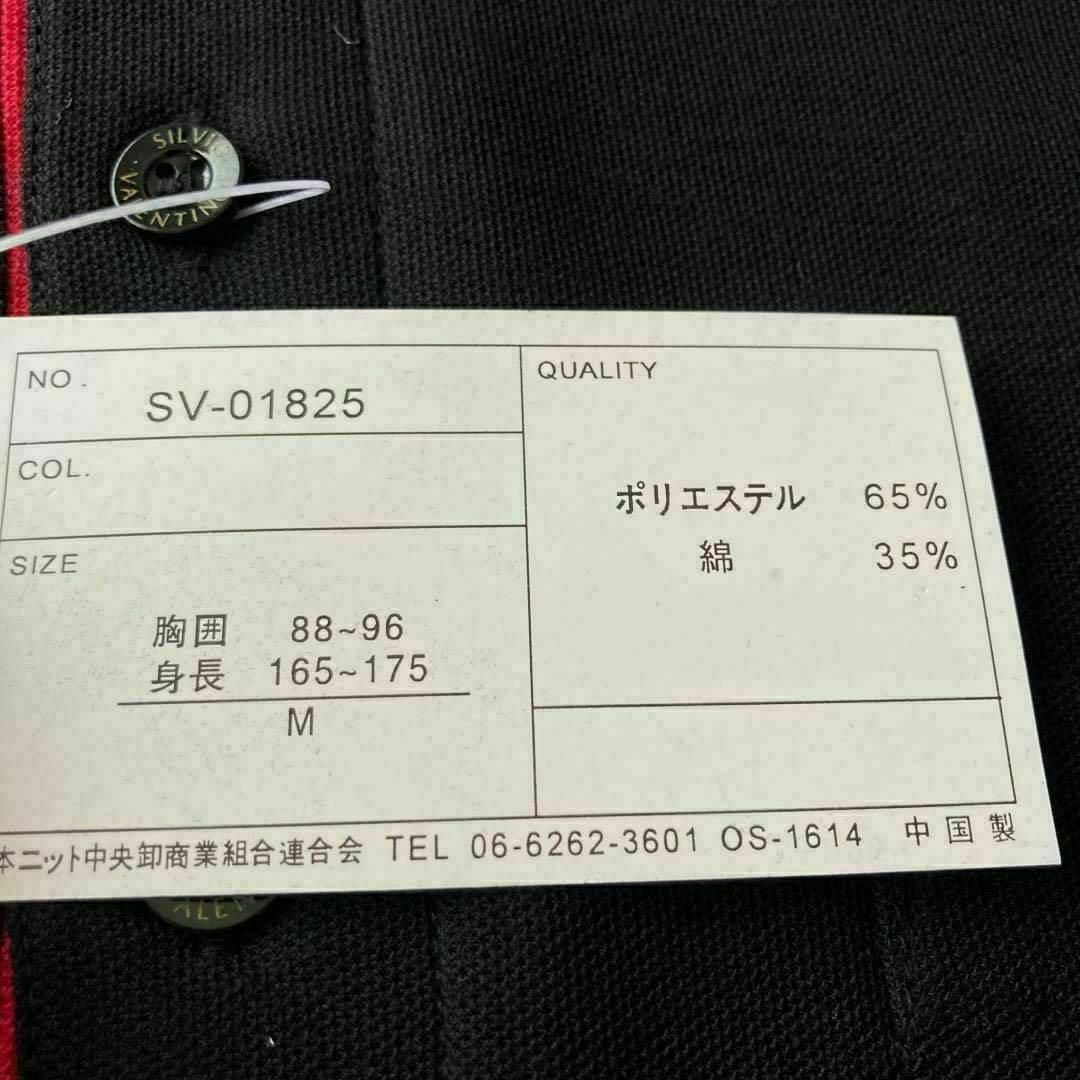 SILVIO
VALENTINO
NO.
SV-01825
COL.
SIZE
胸囲 88~96
身長 165~175
M
QUALITY
ポリエステル 65%
綿 35%
本ニット中央卸商業組合連合会 TEL 06-6262-3601 OS-1614 中国製